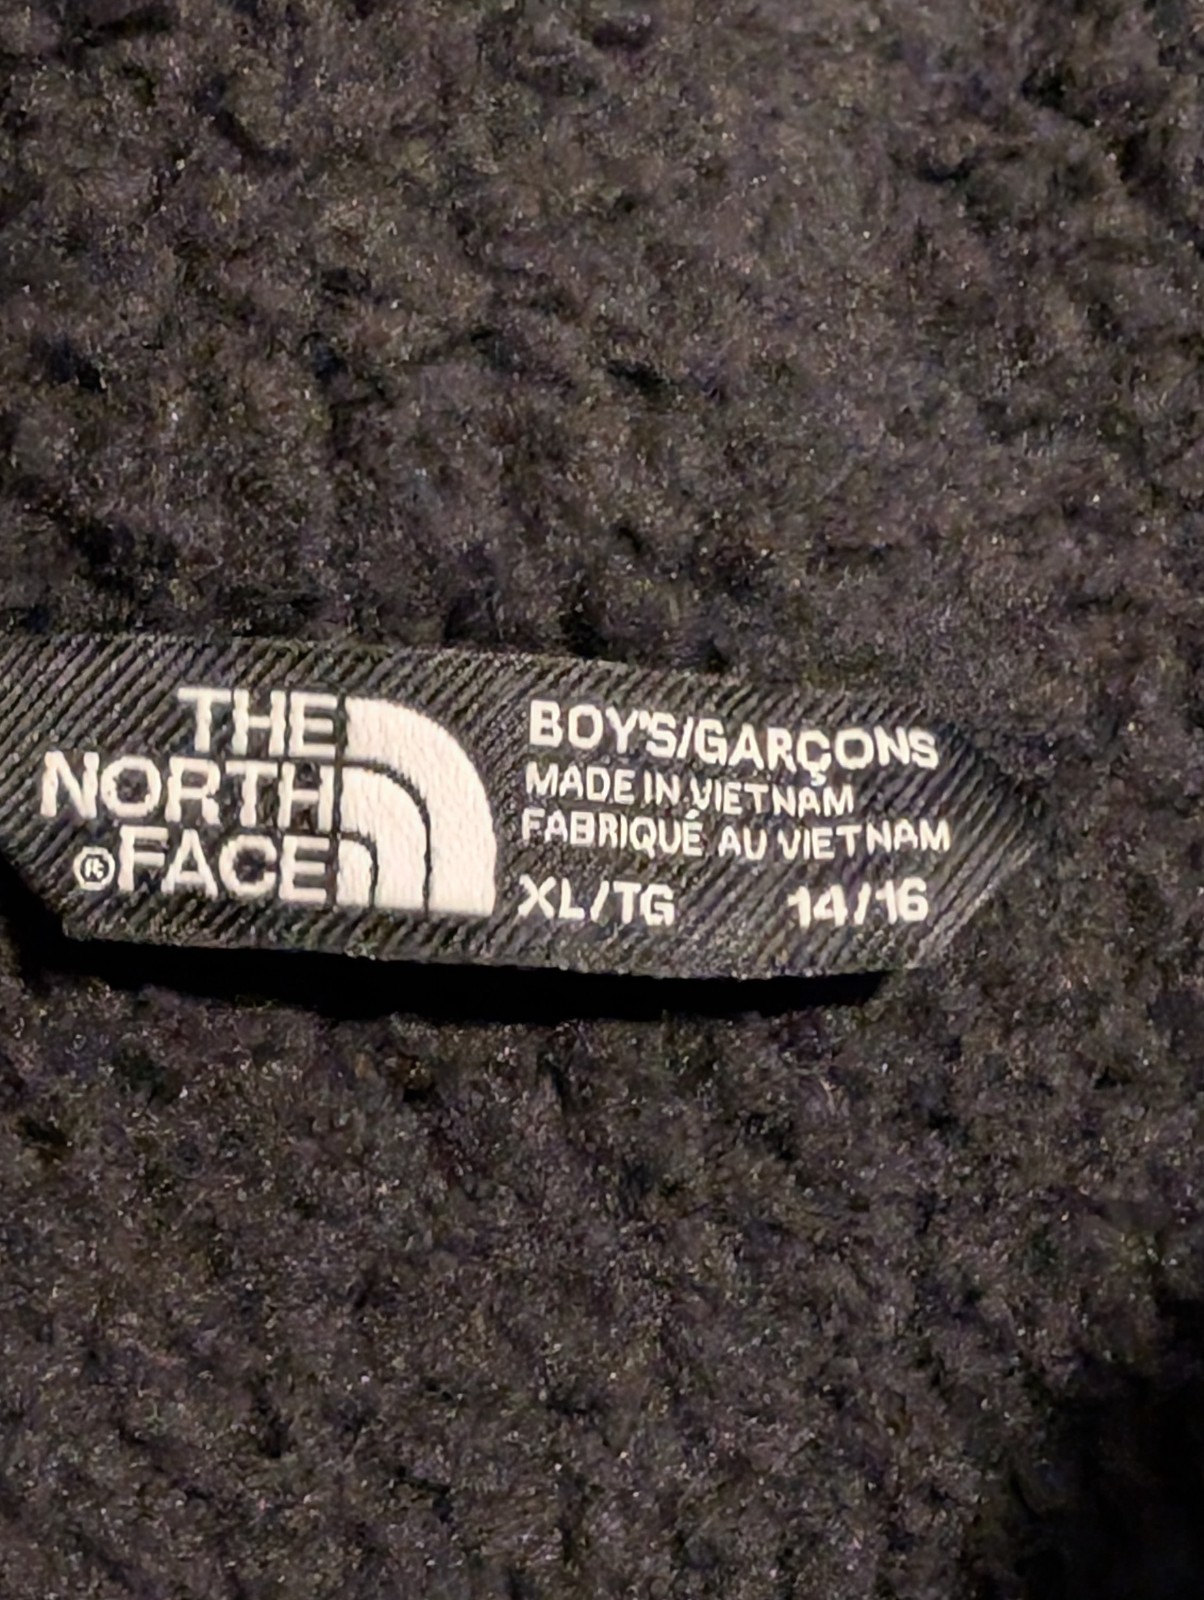 THE
NORTH
®FACE
BOY'S/GARÇONS
MADE IN VIETNAM
FABRIQUÉ AU VIETNAM
XL/TG 14/16